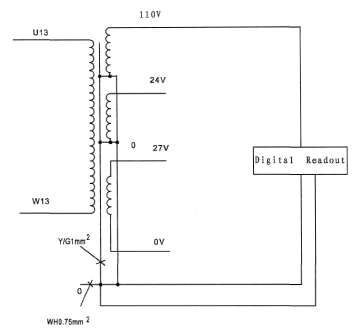 110V
U13
24V
0
27V
Digital Readout
W13
Y/G1mm²
0V
0
WH0.75mm²